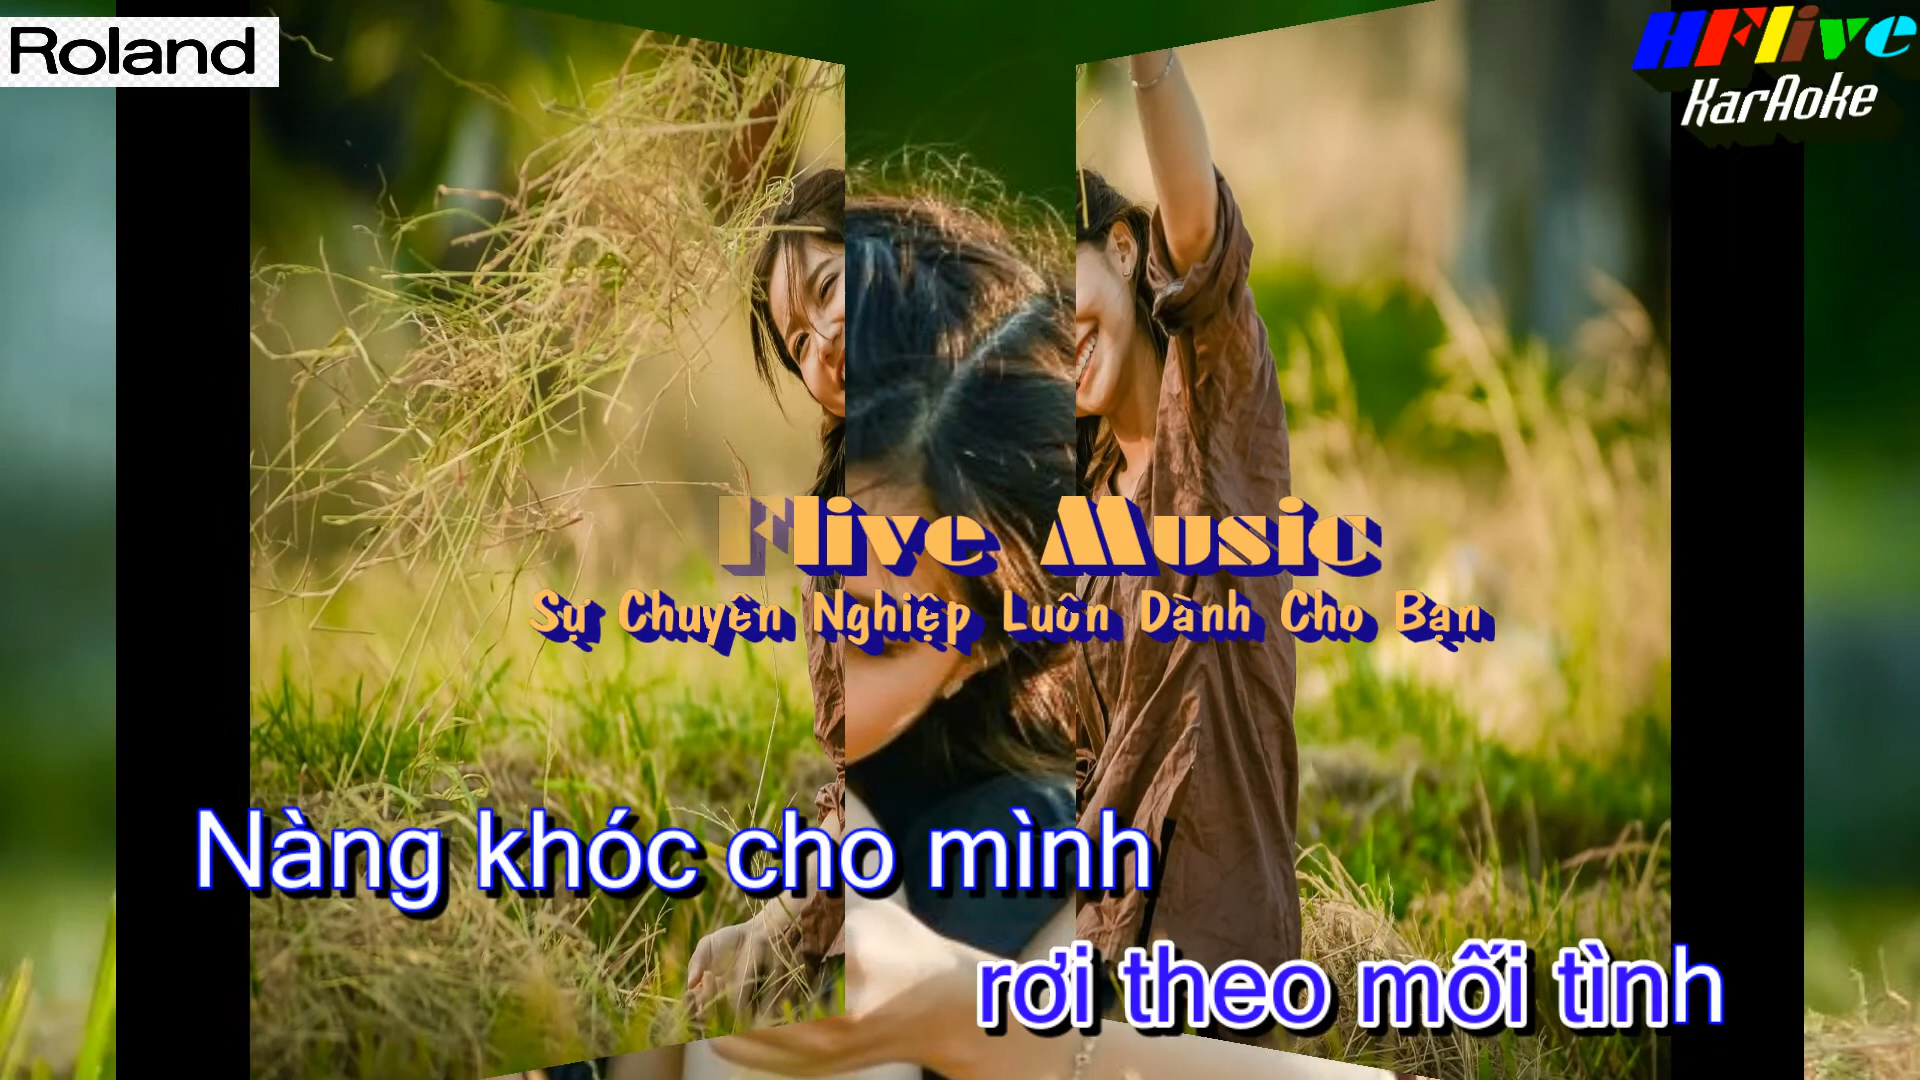 Roland
HFlive
KarAoke
Flive Music
Sự Chuyên Nghiệp Luôn Dành Cho Bạn
Nàng khóc cho mình
rơi theo mối tình